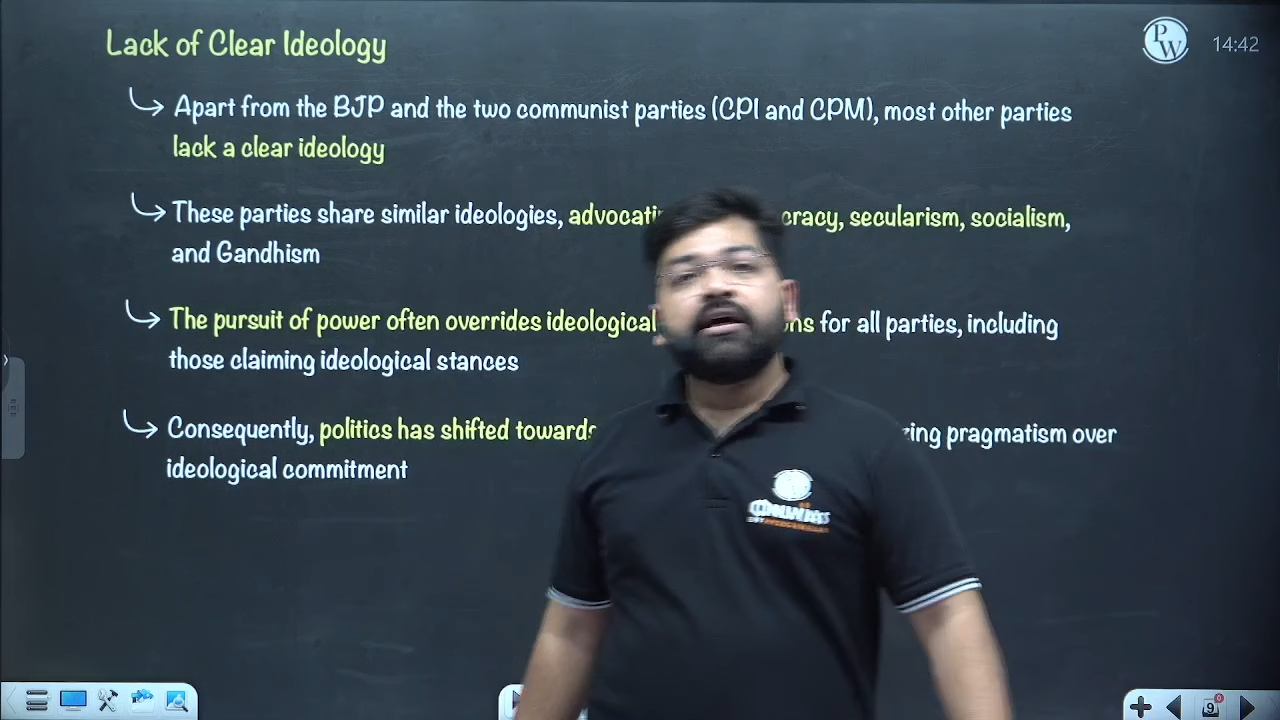 Lack of Clear Ideology
PW
14:42
Apart from the BJP and the two communist parties (CPI and CPM), most other parties
lack a clear ideology
These parties share similar ideologies, cracy, secularism, socialism,
and Gandhism
The pursuit of power often overrides ideological for all parties, including
those claiming ideological stances
Consequently, politics has shifted towards pragmatism over
ideological commitment
9